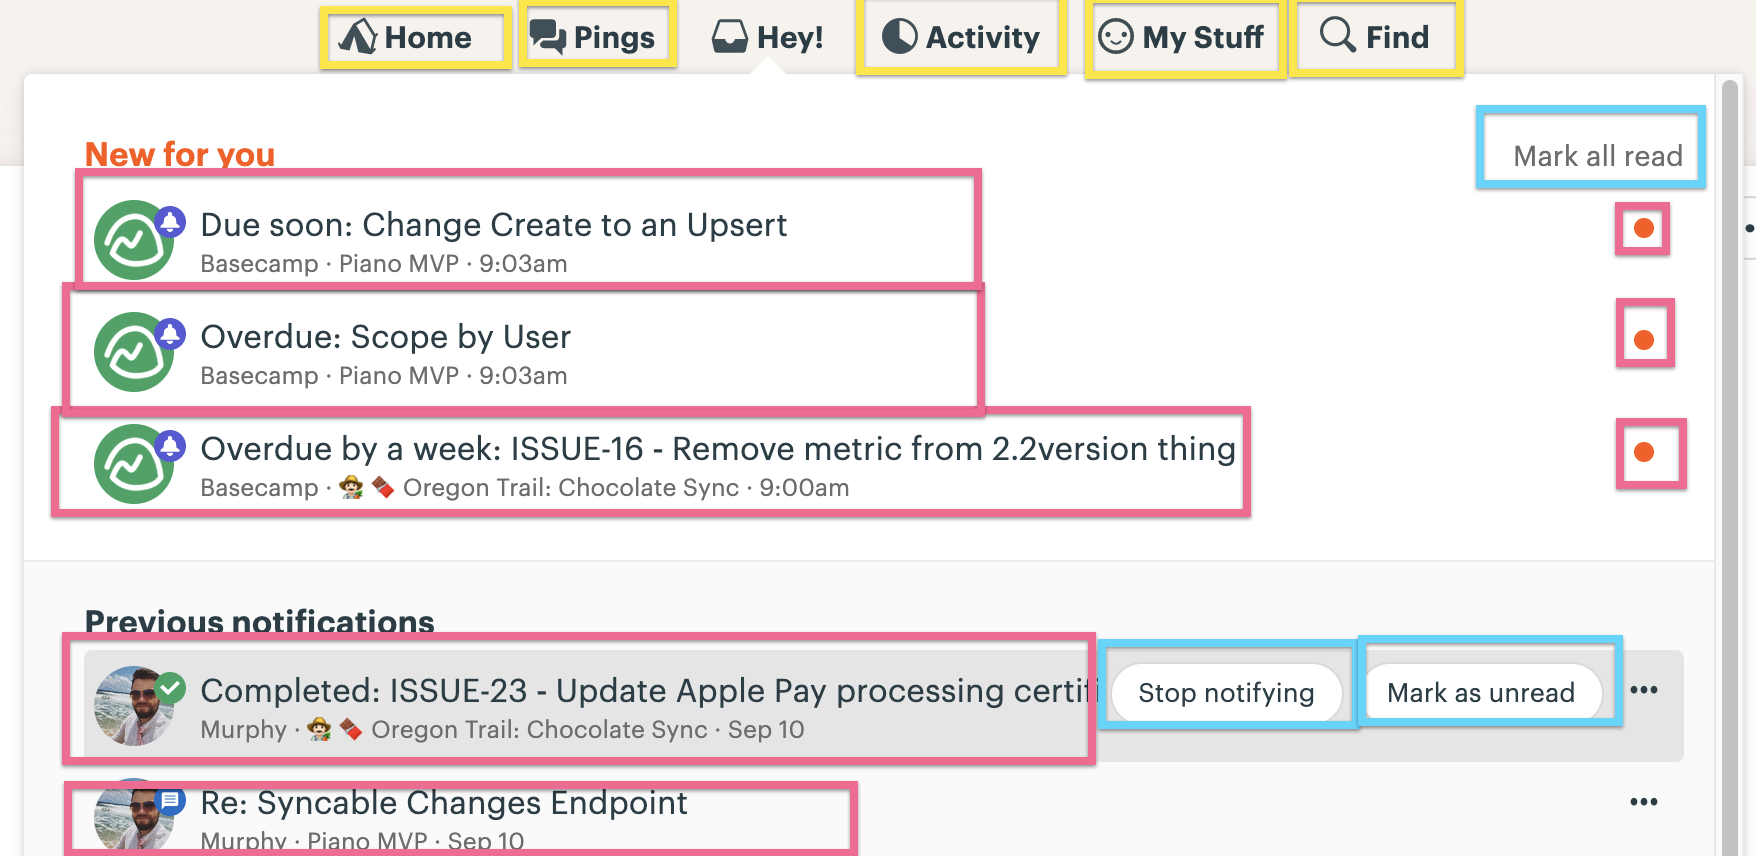 Home Pings Hey! Activity My Stuff Find
New for you
Mark all read
Due soon: Change Create to an Upsert
Basecamp · Piano MVP · 9:03am
Overdue: Scope by User
Basecamp · Piano MVP · 9:03am
Overdue by a week: ISSUE-16 - Remove metric from 2.2version thing
Basecamp · 🧑‍🌾 🍫 Oregon Trail: Chocolate Sync · 9:00am
Previous notifications
Completed: ISSUE-23 - Update Apple Pay processing certifi
Stop notifying
Mark as unread
Murphy · 🧑‍🌾 🍫 Oregon Trail: Chocolate Sync · Sep 10
Re: Syncable Changes Endpoint
Murphy · Piano MVP · Sep 10